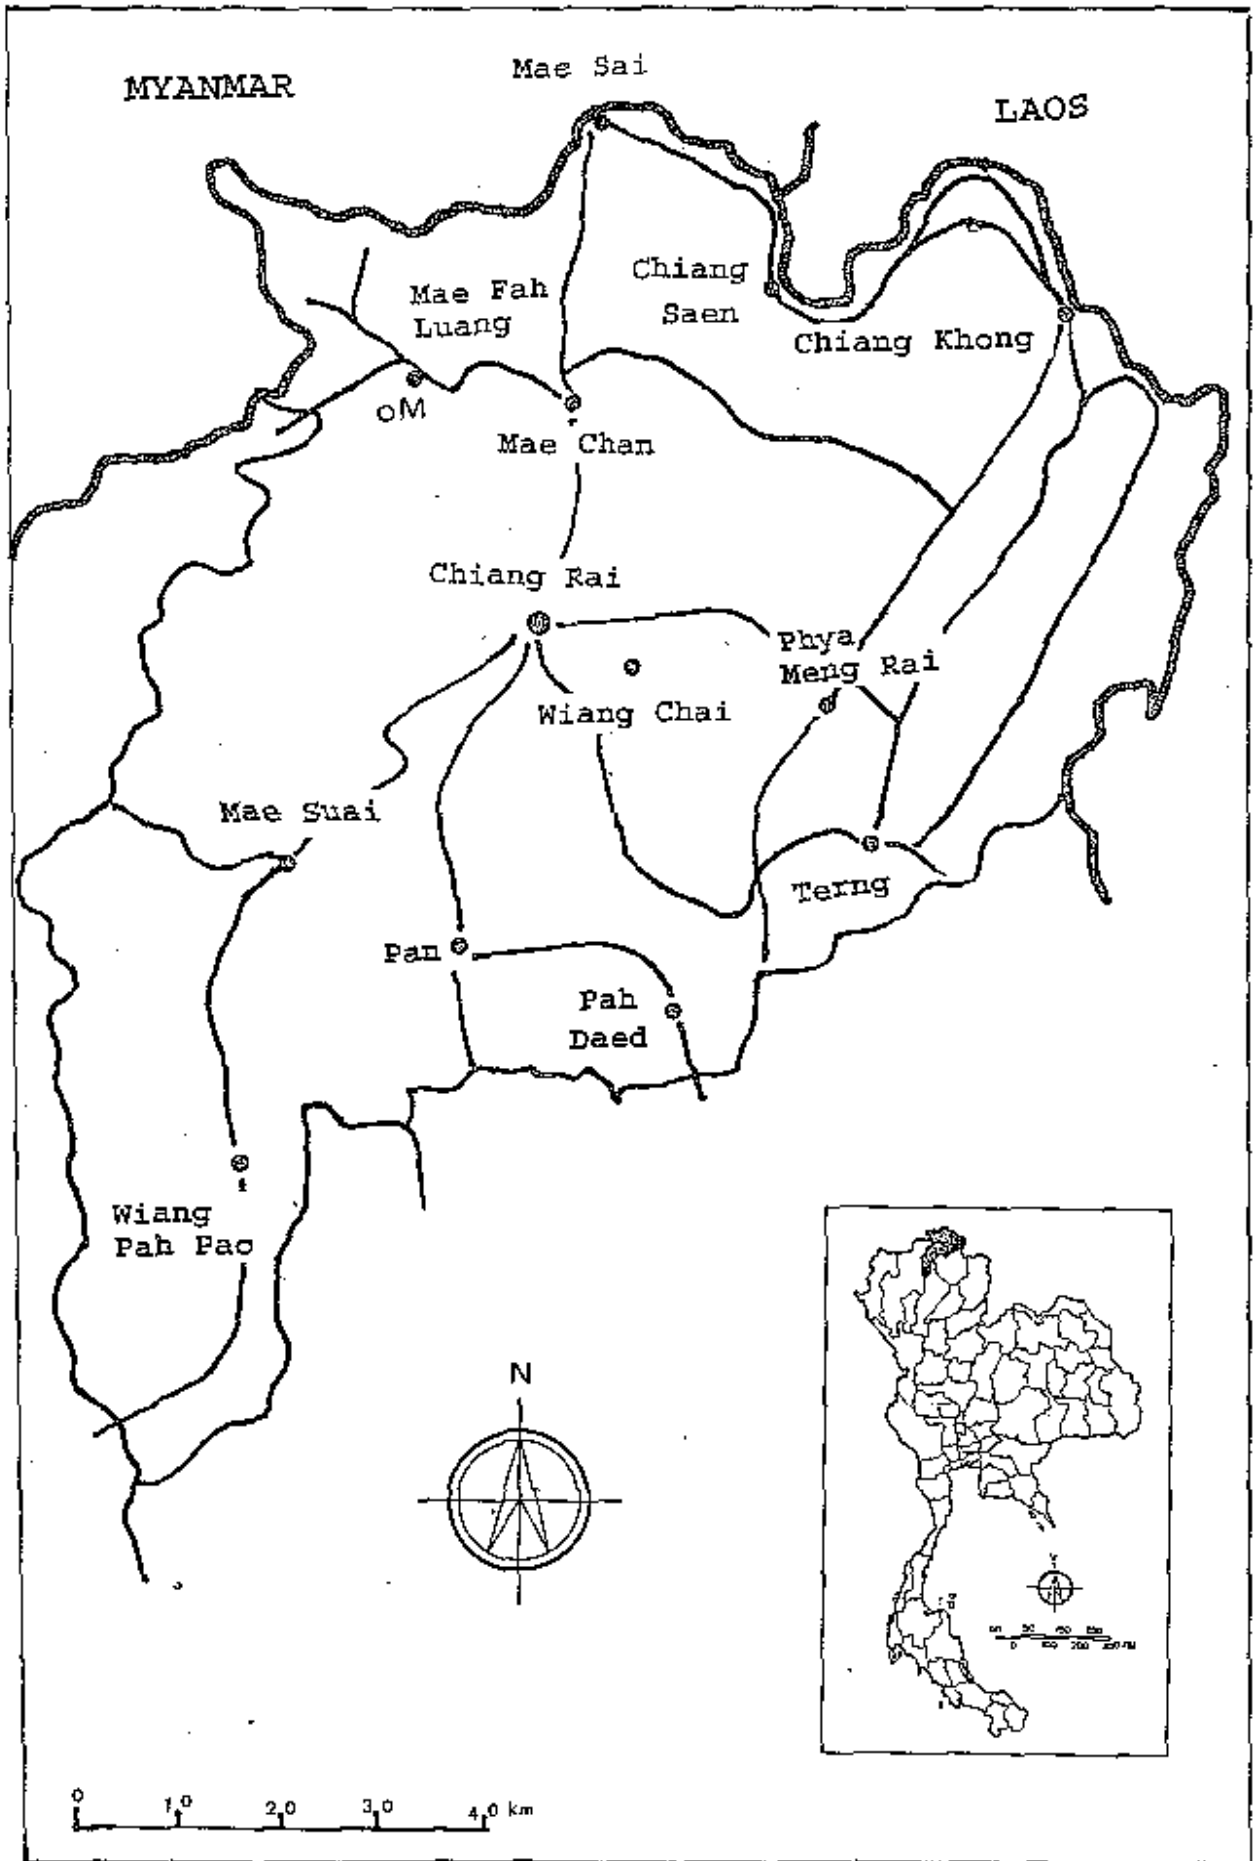 Mae Sai
MYANMAR
LAOS
Chiang
Saen
Mae Fah
Luang
Chiang Khong
oM
Mae Chan
Chiang Rai
Phya
Meng Rai
Wiang Chai
Mae Suai
Terng
Pan
Pah
Daed
Wiang
Pah Pao
N
0 10 20 30 40 km